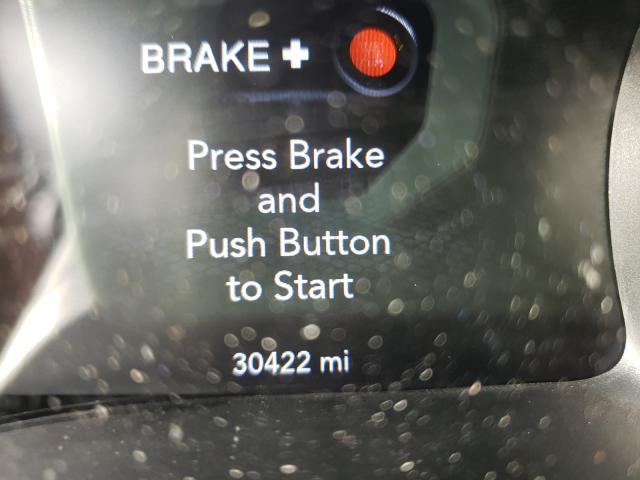 BRAKE +
Press Brake
and
Push Button
to Start
30422 mi